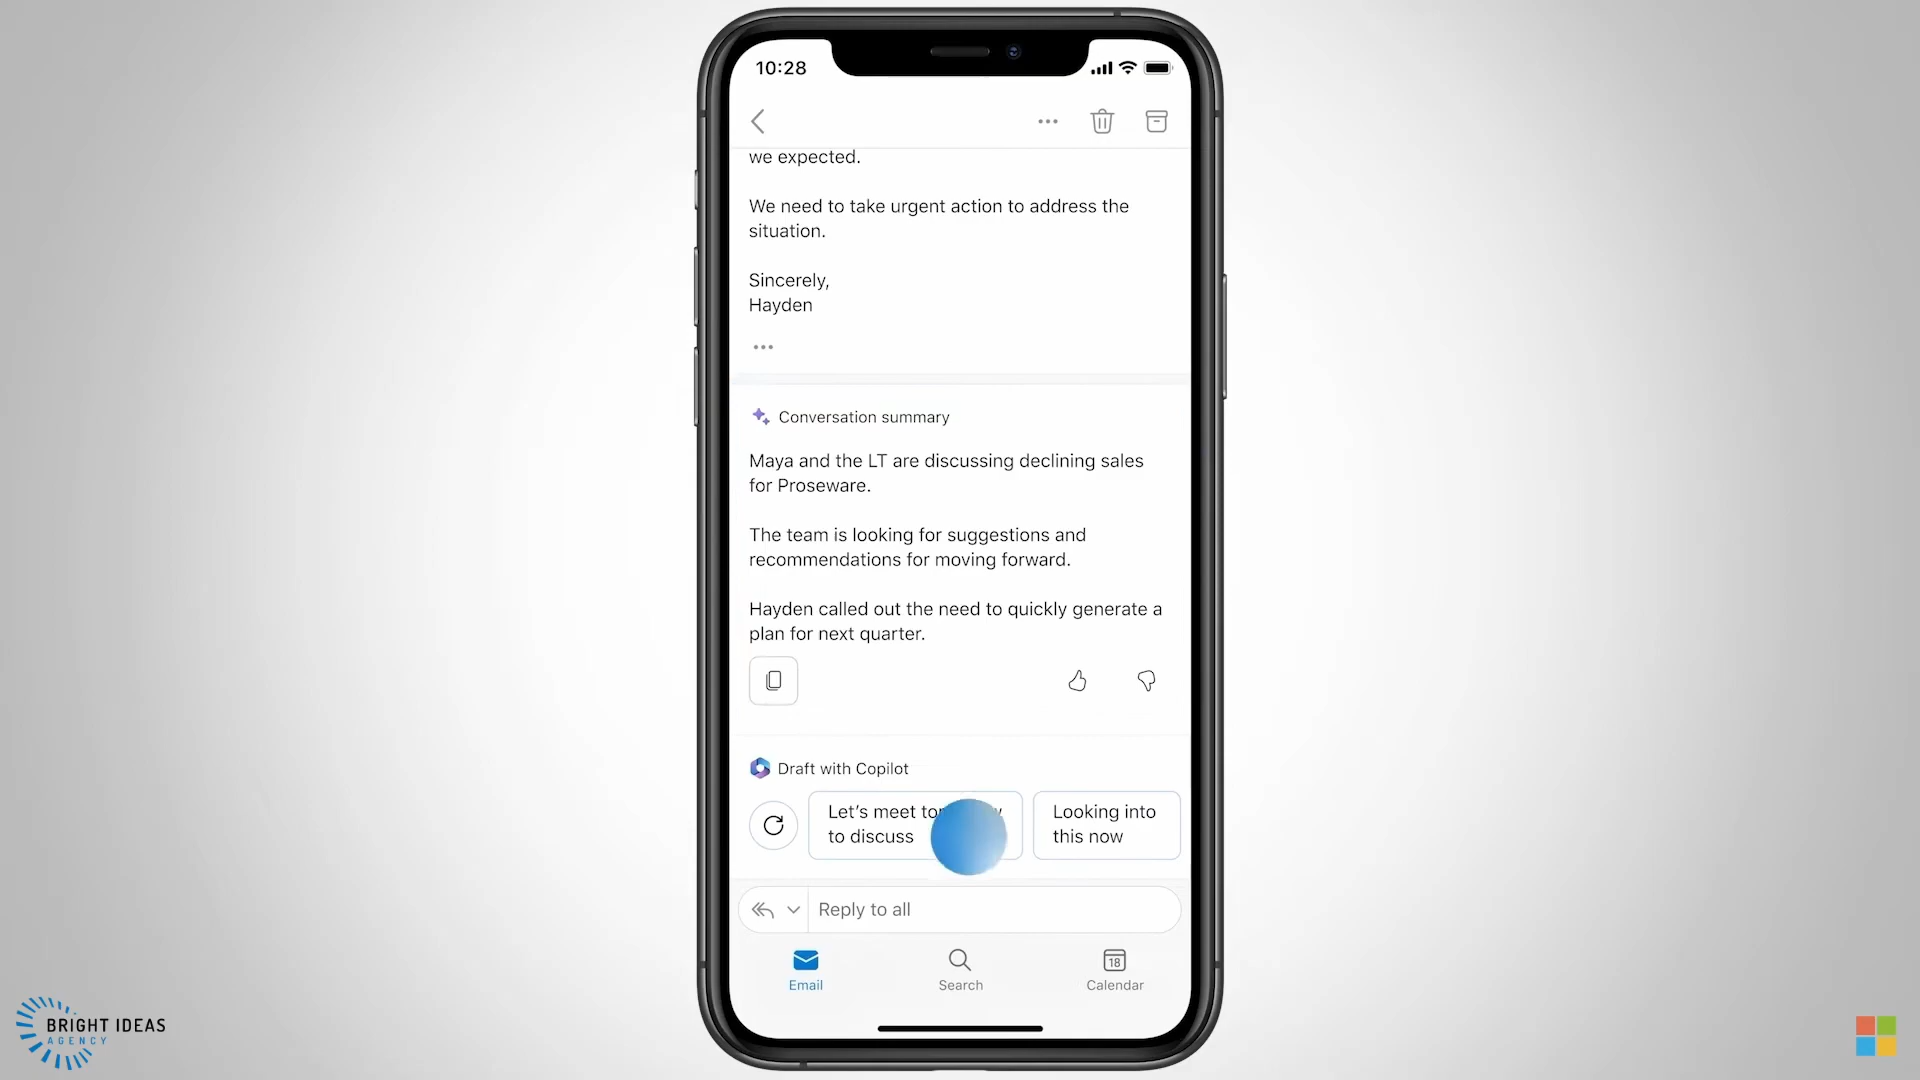 10:28
we expected.
We need to take urgent action to address the
situation.
Sincerely,
Hayden
Conversation summary
Maya and the LT are discussing declining sales
for Proseware.
The team is looking for suggestions and
recommendations for moving forward.
Hayden called out the need to quickly generate a
plan for next quarter.
Draft with Copilot
Let's meet
to discuss
Looking into
this now
Reply to all
Email
Search
18
Calendar
BRIGHT IDEAS
AGENCY